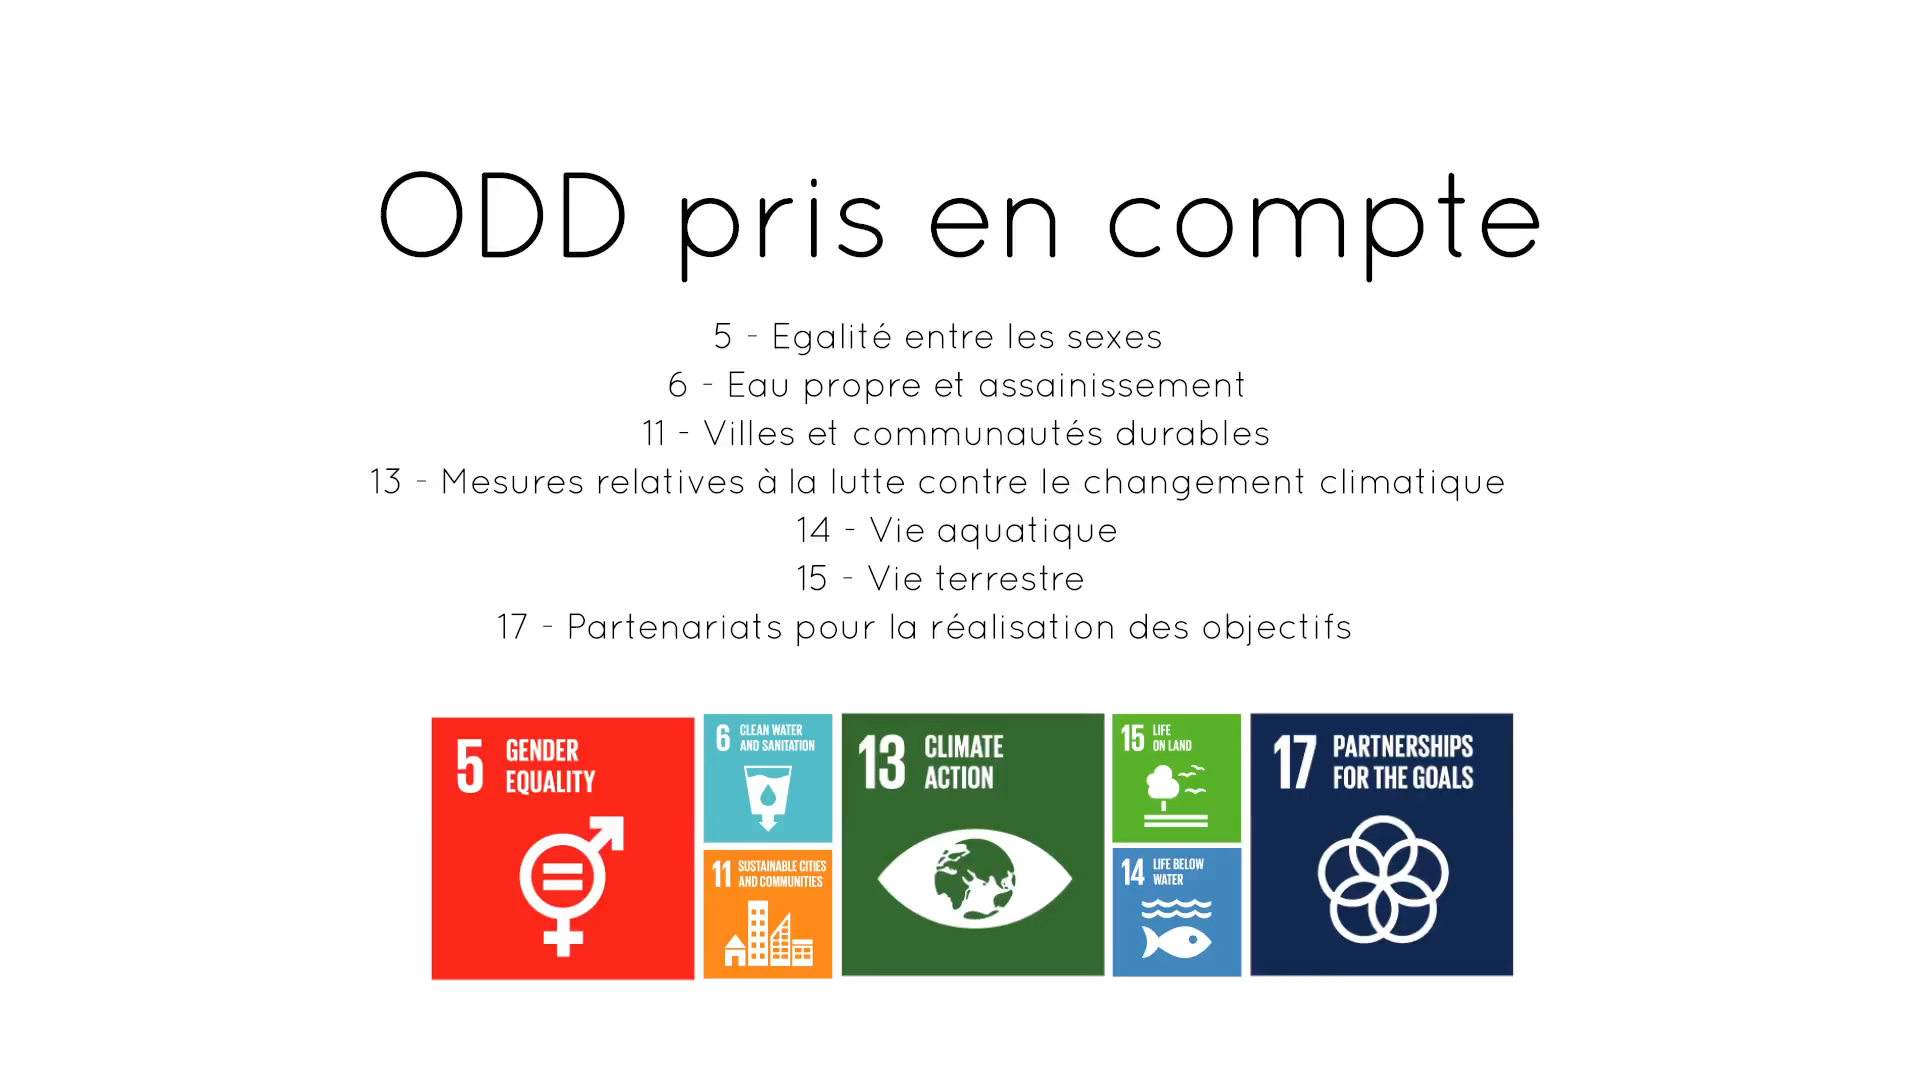 ODD pris en compte
5 - Egalité entre les sexes
6 - Eau propre et assainissement
11 - Villes et communautés durables
13 - Mesures relatives à la lutte contre le changement climatique
14 - Vie aquatique
15 - Vie terrestre
17 - Partenariats pour la réalisation des objectifs
5 GENDER
EQUALITY
6 CLEAN WATER
AND SANITATION
11 SUSTAINABLE CITIES
AND COMMUNITIES
13 CLIMATE
ACTION
15 LIFE
ON LAND
14 LIFE BELOW
WATER
17 PARTNERSHIPS
FOR THE GOALS